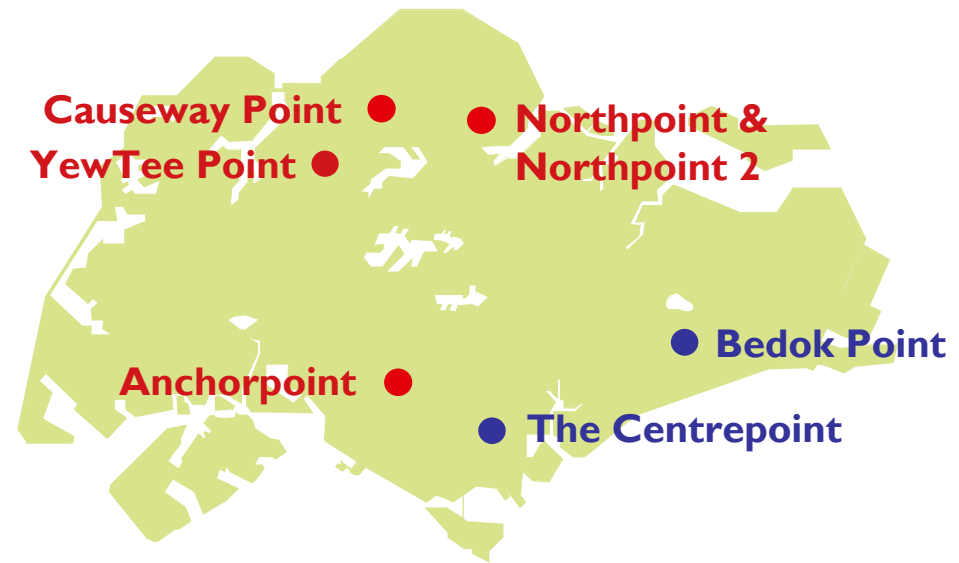 Causeway Point
Northpoint &
YewTee Point
Northpoint 2
Bedok Point
Anchorpoint
The Centrepoint